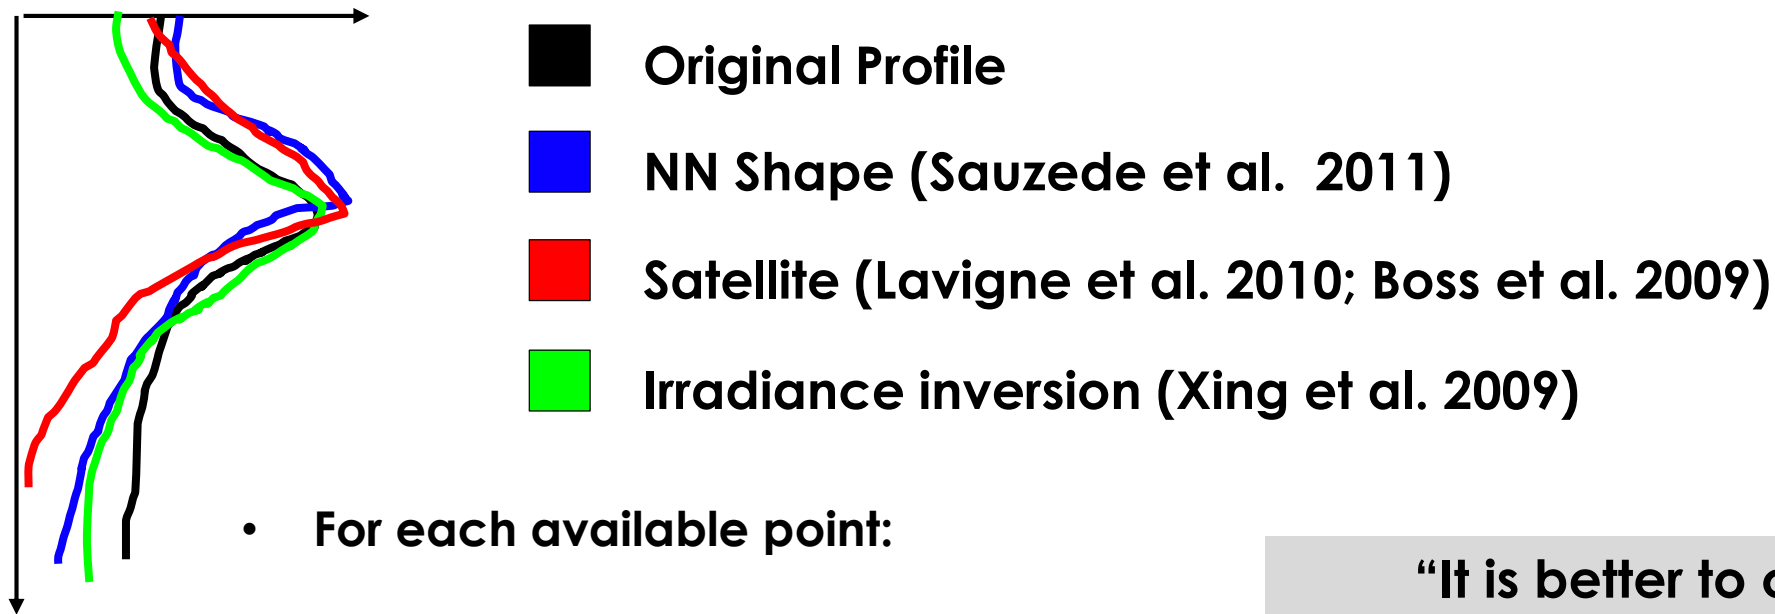 Original Profile
NN Shape (Sauzede et al. 2011)
Satellite (Lavigne et al. 2010; Boss et al. 2009)
Irradiance inversion (Xing et al. 2009)
• For each available point:
“It is better to